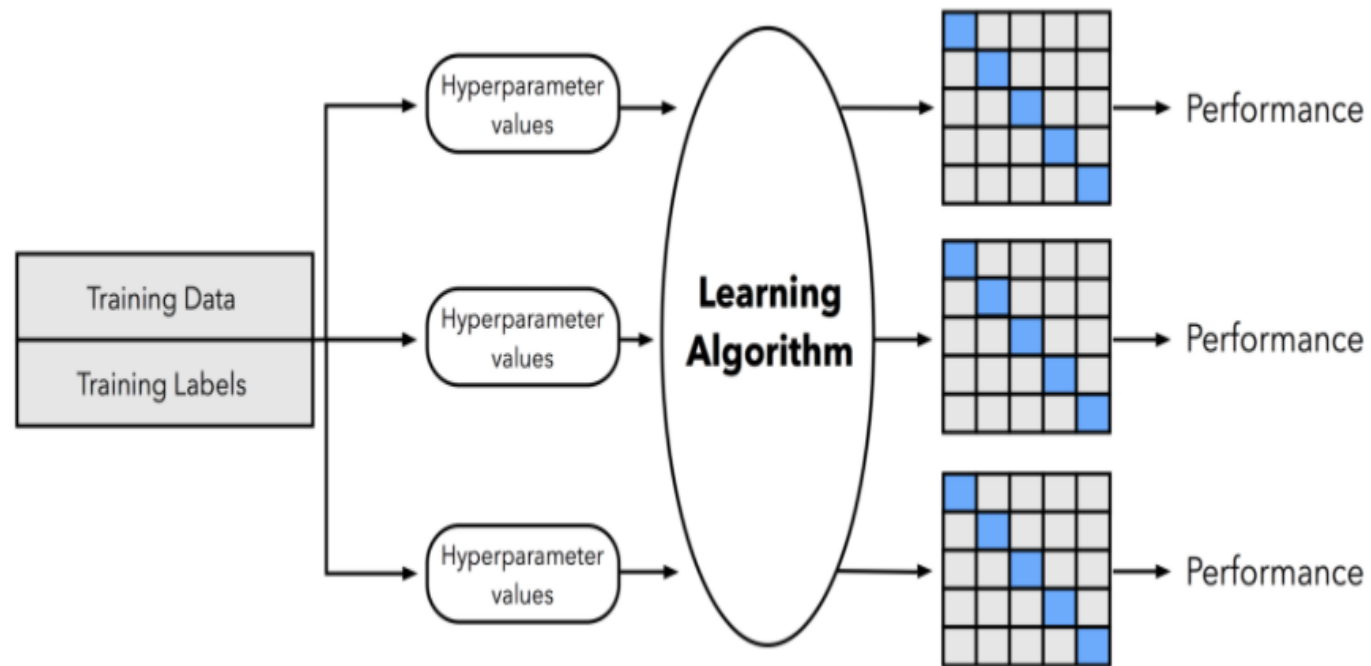 Training Data
Training Labels
Hyperparameter
values
Hyperparameter
values
Hyperparameter
values
Learning
Algorithm
Performance
Performance
Performance